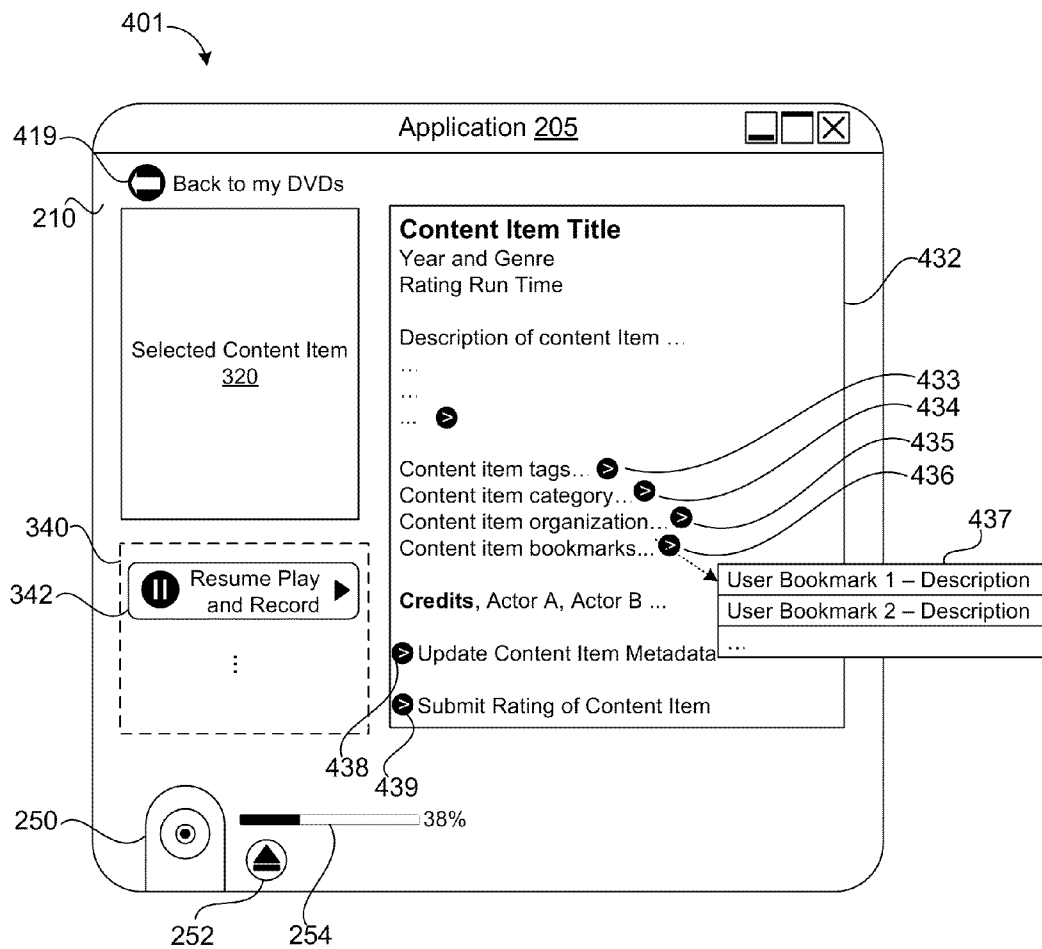 401
Application 205
419
Back to my DVDs
210
Content Item Title
Year and Genre
Rating Run Time
432
Description of content Item ...
...
...
...
Selected Content Item
320
433
434
435
436
Content item tags...
Content item category...
Content item organization...
Content item bookmarks...
437
User Bookmark 1 – Description
User Bookmark 2 – Description
...
340
342
Resume Play
and Record
⋮
Credits, Actor A, Actor B ...
Update Content Item Metadata
Submit Rating of Content Item
438
439
250
38%
252
254